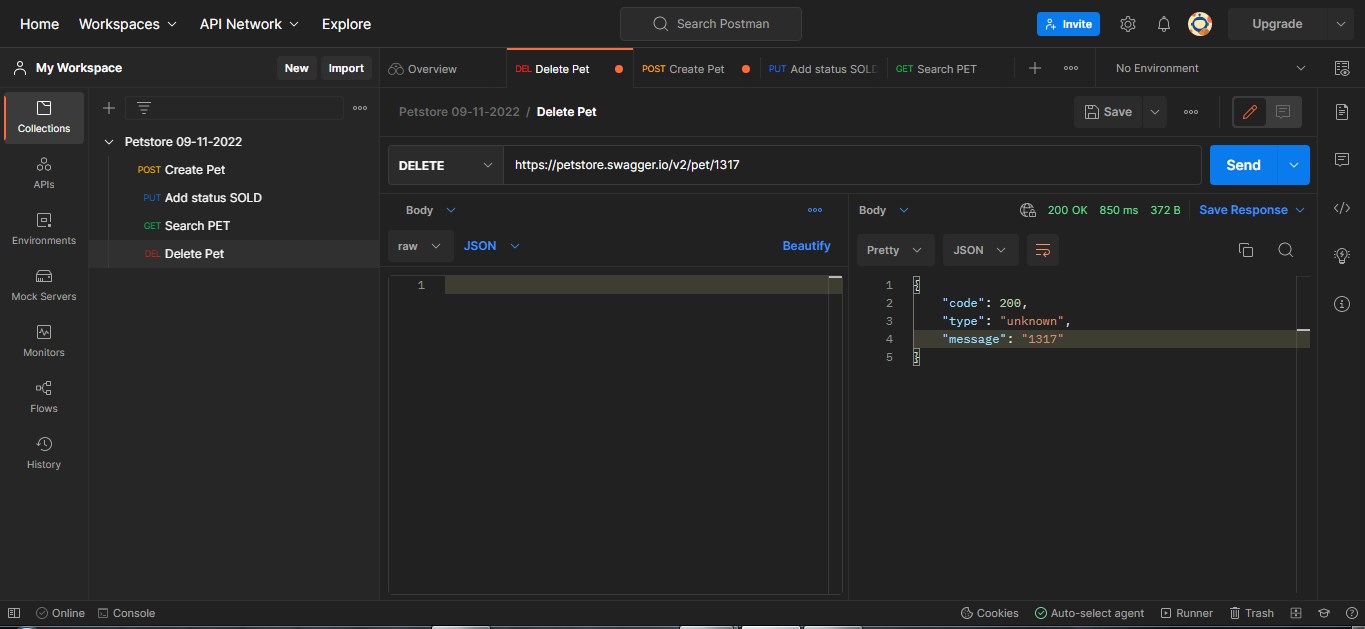 Home Workspaces API Network Explore Search Postman Invite Upgrade
My Workspace New Import Overview DEL Delete Pet POST Create Pet PUT Add status SOLD GET Search PET No Environment
Collections
APIs
Environments
Mock Servers
Monitors
Flows
History
Petstore 09-11-2022
POST Create Pet
PUT Add status SOLD
GET Search PET
DEL Delete Pet
Petstore 09-11-2022 / Delete Pet Save
DELETE https://petstore.swagger.io/v2/pet/1317 Send
Body
raw JSON Beautify
1
Body 200 OK 850 ms 372 B Save Response
Pretty JSON
1 {
2 "code": 200,
3 "type": "unknown",
4 "message": "1317"
5 }
Online Console Cookies Auto-select agent Runner Trash